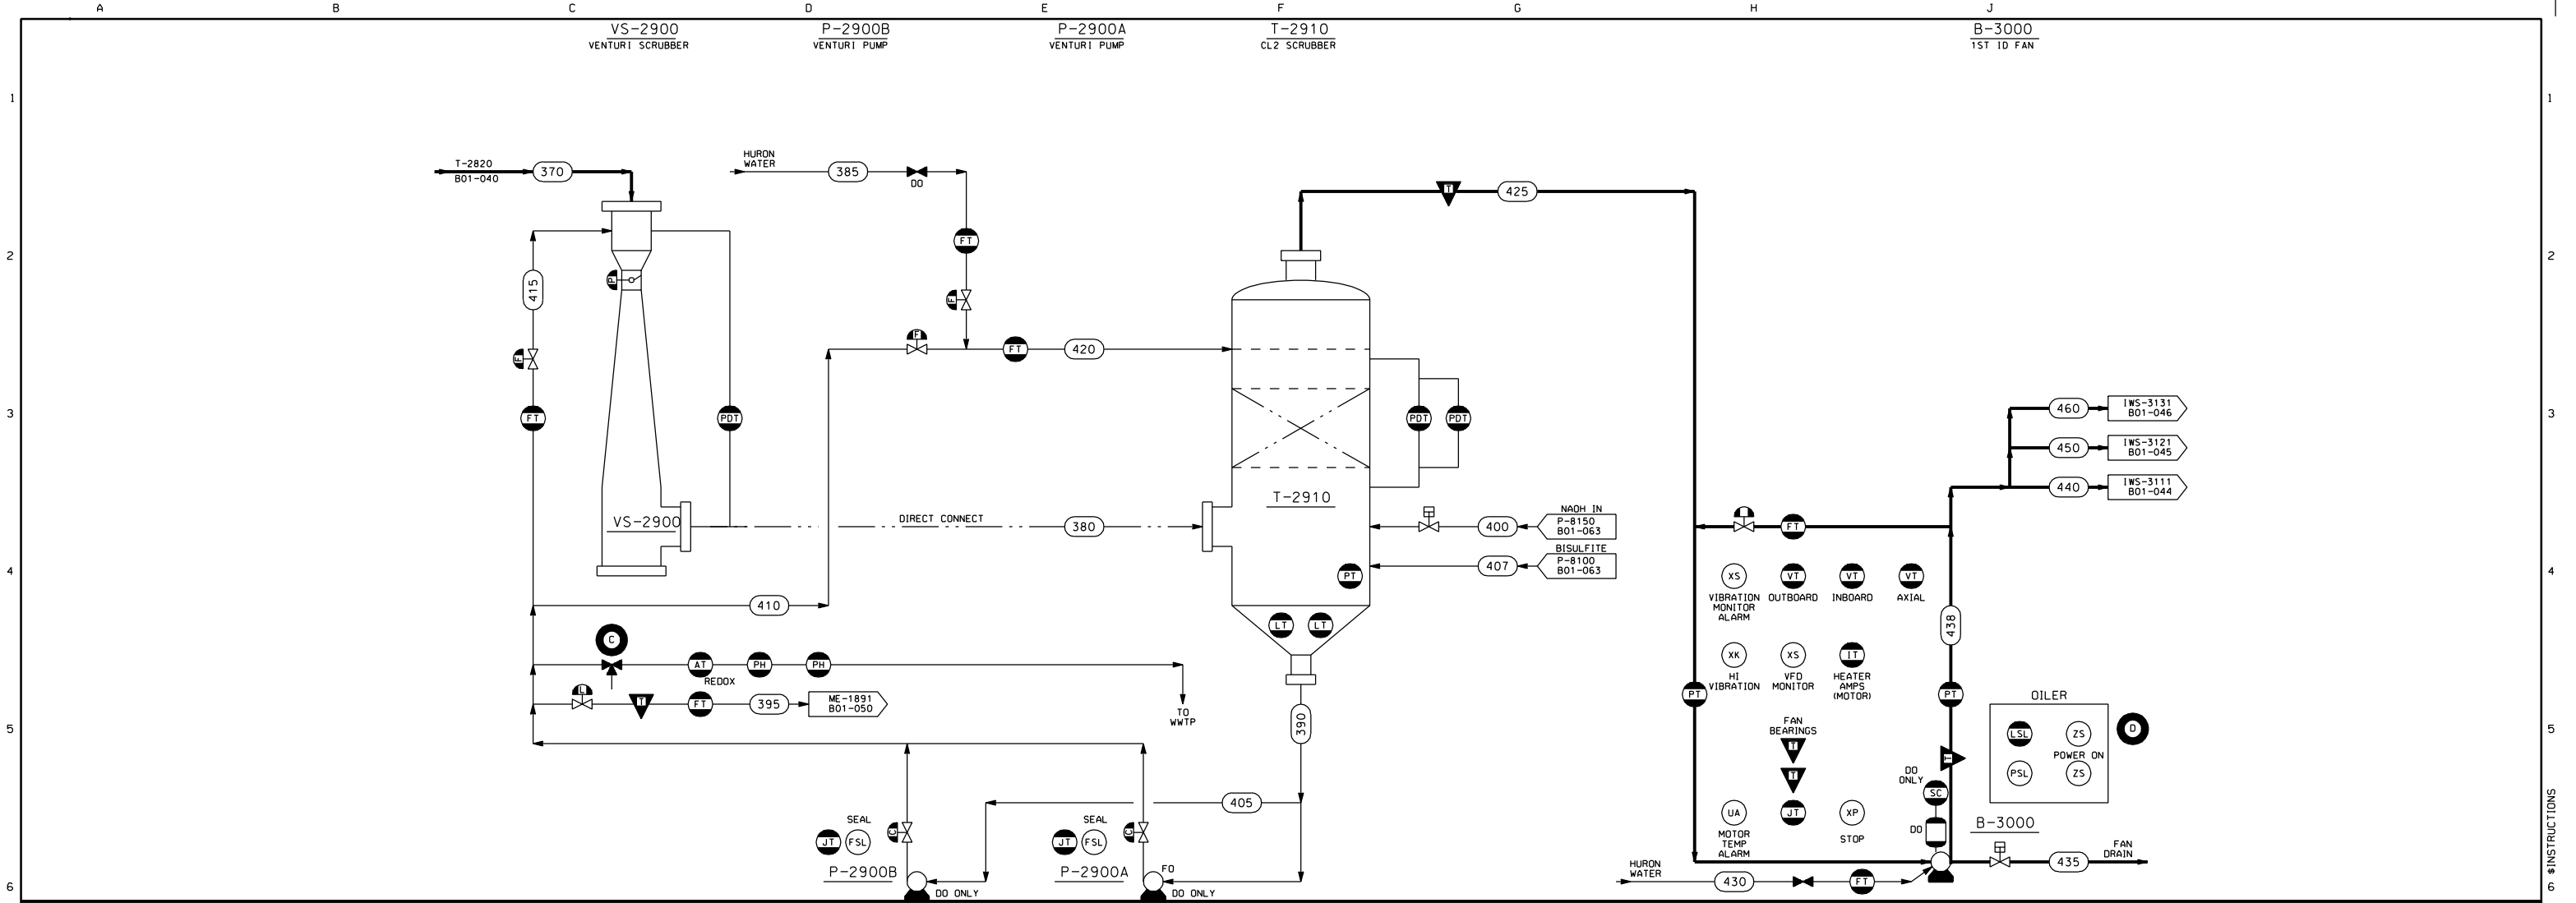 A B C D E F G H J
VS-2900
VENTURI SCRUBBER
P-2900B
VENTURI PUMP
P-2900A
VENTURI PUMP
T-2910
CL2 SCRUBBER
B-3000
1ST ID FAN
1
1
T-2820
B01-040
370
HURON
WATER
385
DO
T
425
FT
2
2
415
P
F
F
F
FT
420
FT
PDT
3
3
PDT
PDT
460
IWS-3131
B01-046
450
IWS-3121
B01-045
440
IWS-3111
B01-044
T-2910
VS-2900
DIRECT CONNECT
380
NAOH IN
400
P-8150
B01-063
BISULFITE
407
P-8100
B01-063
FT
PT
4
4
XS
VIBRATION
MONITOR
ALARM
VT
OUTBOARD
VT
INBOARD
VT
AXIAL
410
LT
LT
438
C
AT
REDOX
PH
PH
XK
HI
VIBRATION
XS
VFD
MONITOR
IT
HEATER
AMPS
(MOTOR)
L
T
FT
395
ME-1891
B01-050
TO
WWTP
390
PT
PT
OILER
5
5
FAN
BEARINGS
T
T
T
LSL
ZS
POWER ON
PSL
ZS
D
DO
ONLY
SC
405
SEAL
JT
FSL
C
P-2900B
DO ONLY
SEAL
JT
FSL
C
P-2900A
FO
DO ONLY
UA
MOTOR
TEMP
ALARM
JT
XP
STOP
DO
B-3000
435
FAN
DRAIN
HURON
WATER
430
FT
6
6
$INSTRUCTIONS